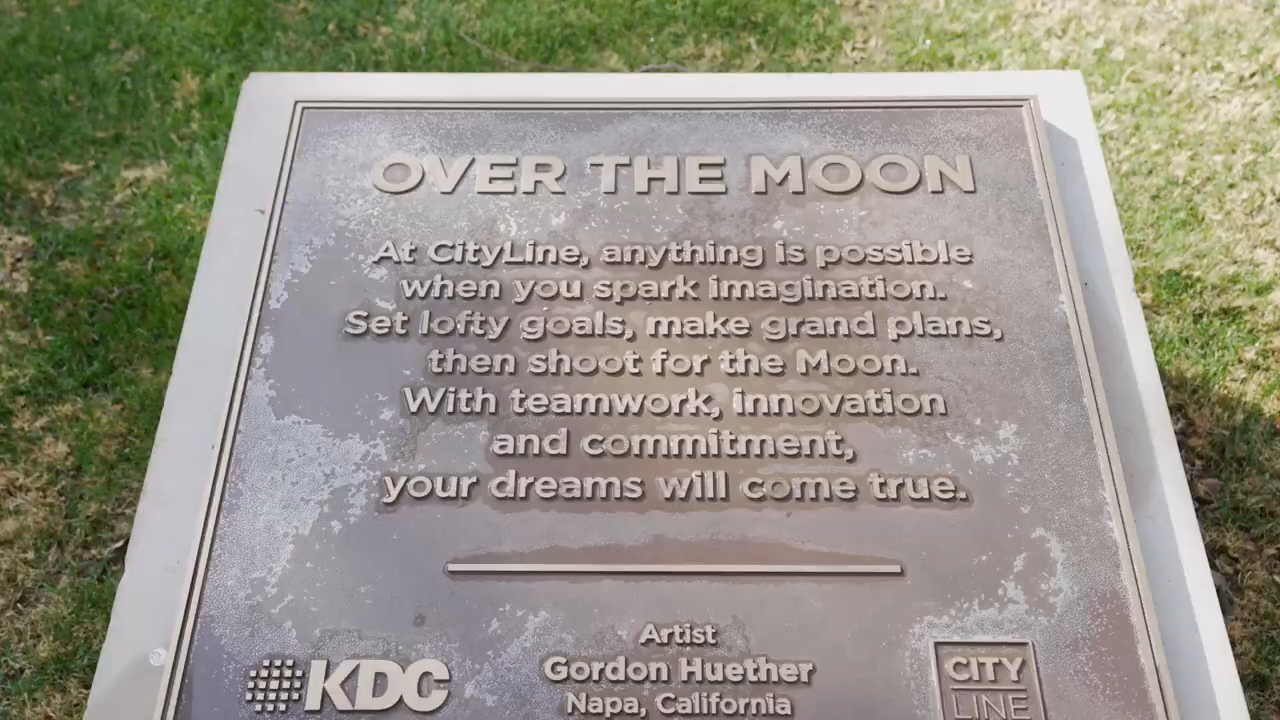 OVER THE MOON
At CityLine, anything is possible
when you spark imagination.
Set lofty goals, make grand plans,
then shoot for the Moon.
With teamwork, innovation
and commitment,
your dreams will come true.
Artist
Gordon Huether
Napa, California
KDC
CITY
LINE